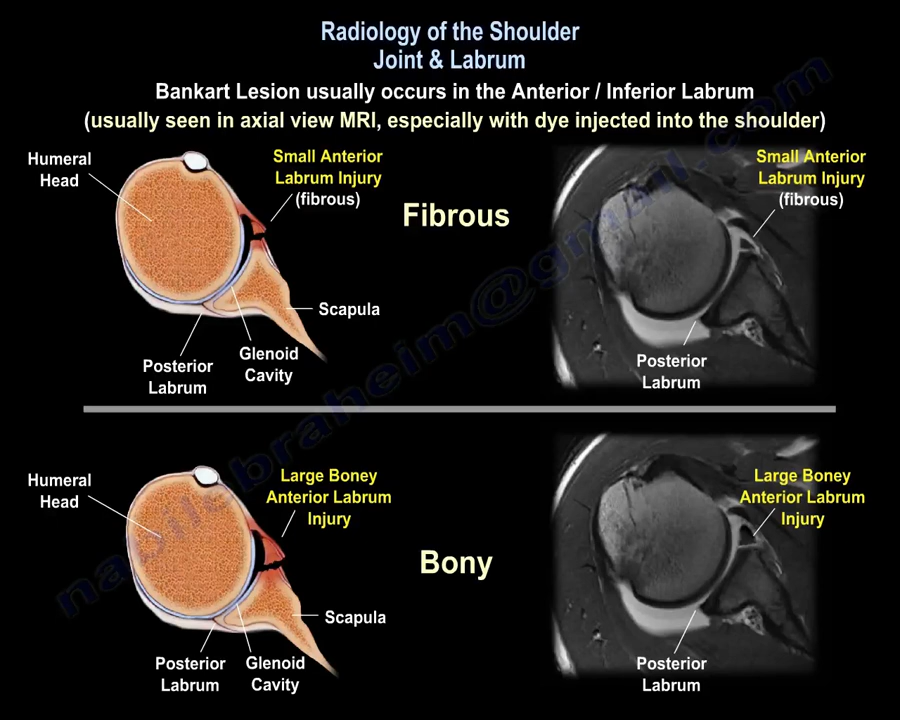 Radiology of the Shoulder
Joint & Labrum
Bankart Lesion usually occurs in the Anterior / Inferior Labrum
(usually seen in axial view MRI, especially with dye injected into the shoulder)
Humeral
Head
Small Anterior
Labrum Injury
(fibrous)
Fibrous
Small Anterior
Labrum Injury
(fibrous)
Scapula
Glenoid
Cavity
Posterior
Labrum
Posterior
Labrum
Humeral
Head
Large Boney
Anterior Labrum
Injury
Bony
Large Boney
Anterior Labrum
Injury
Scapula
Posterior
Labrum
Glenoid
Cavity
Posterior
Labrum
nabilebraheim@gmail.com